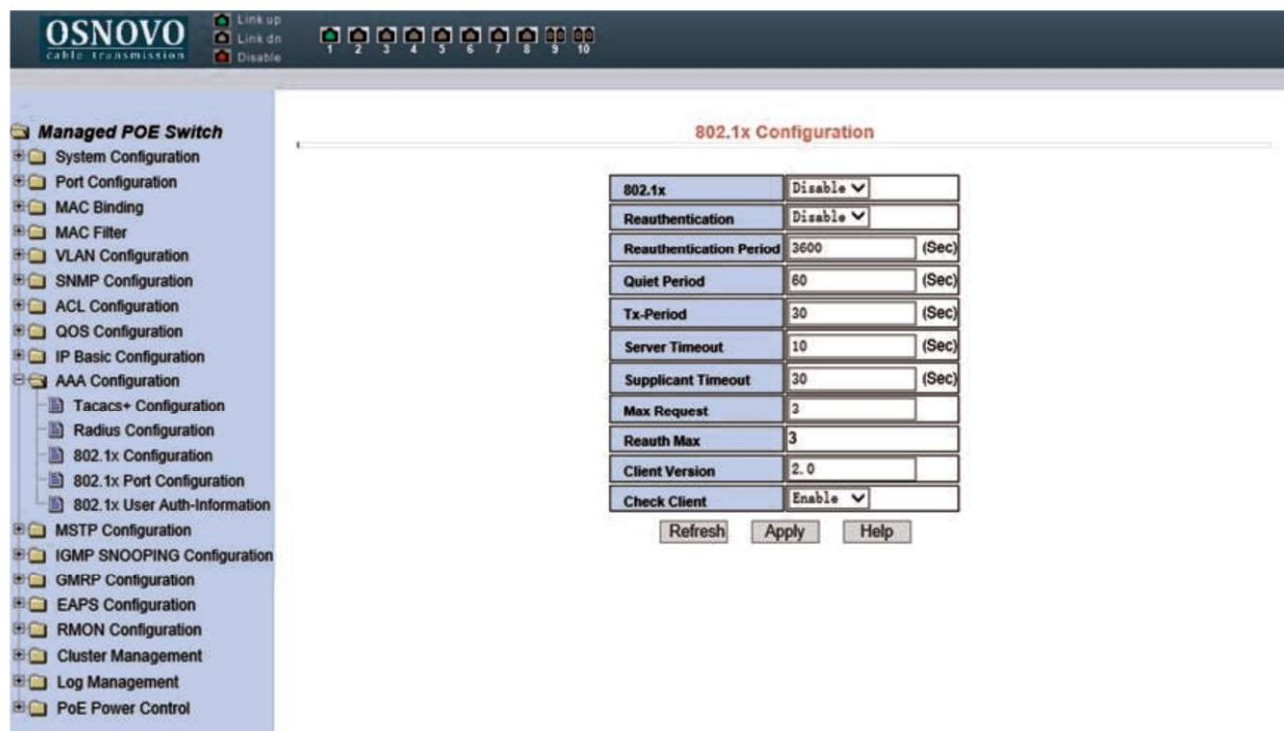 OSNOVO
cable transmission
Link up
Link dn
Disable
1 2 3 4 5 6 7 8 9 10
Managed POE Switch
System Configuration
Port Configuration
MAC Binding
MAC Filter
VLAN Configuration
SNMP Configuration
ACL Configuration
QOS Configuration
IP Basic Configuration
AAA Configuration
Tacacs+ Configuration
Radius Configuration
802.1x Configuration
802.1x Port Configuration
802.1x User Auth-Information
MSTP Configuration
IGMP SNOOPING Configuration
GMRP Configuration
EAPS Configuration
RMON Configuration
Cluster Management
Log Management
PoE Power Control
802.1x Configuration
802.1x Disable
Reauthentication Disable
Reauthentication Period 3600 (Sec)
Quiet Period 60 (Sec)
Tx-Period 30 (Sec)
Server Timeout 10 (Sec)
Supplicant Timeout 30 (Sec)
Max Request 3
Reauth Max 3
Client Version 2.0
Check Client Enable
Refresh Apply Help